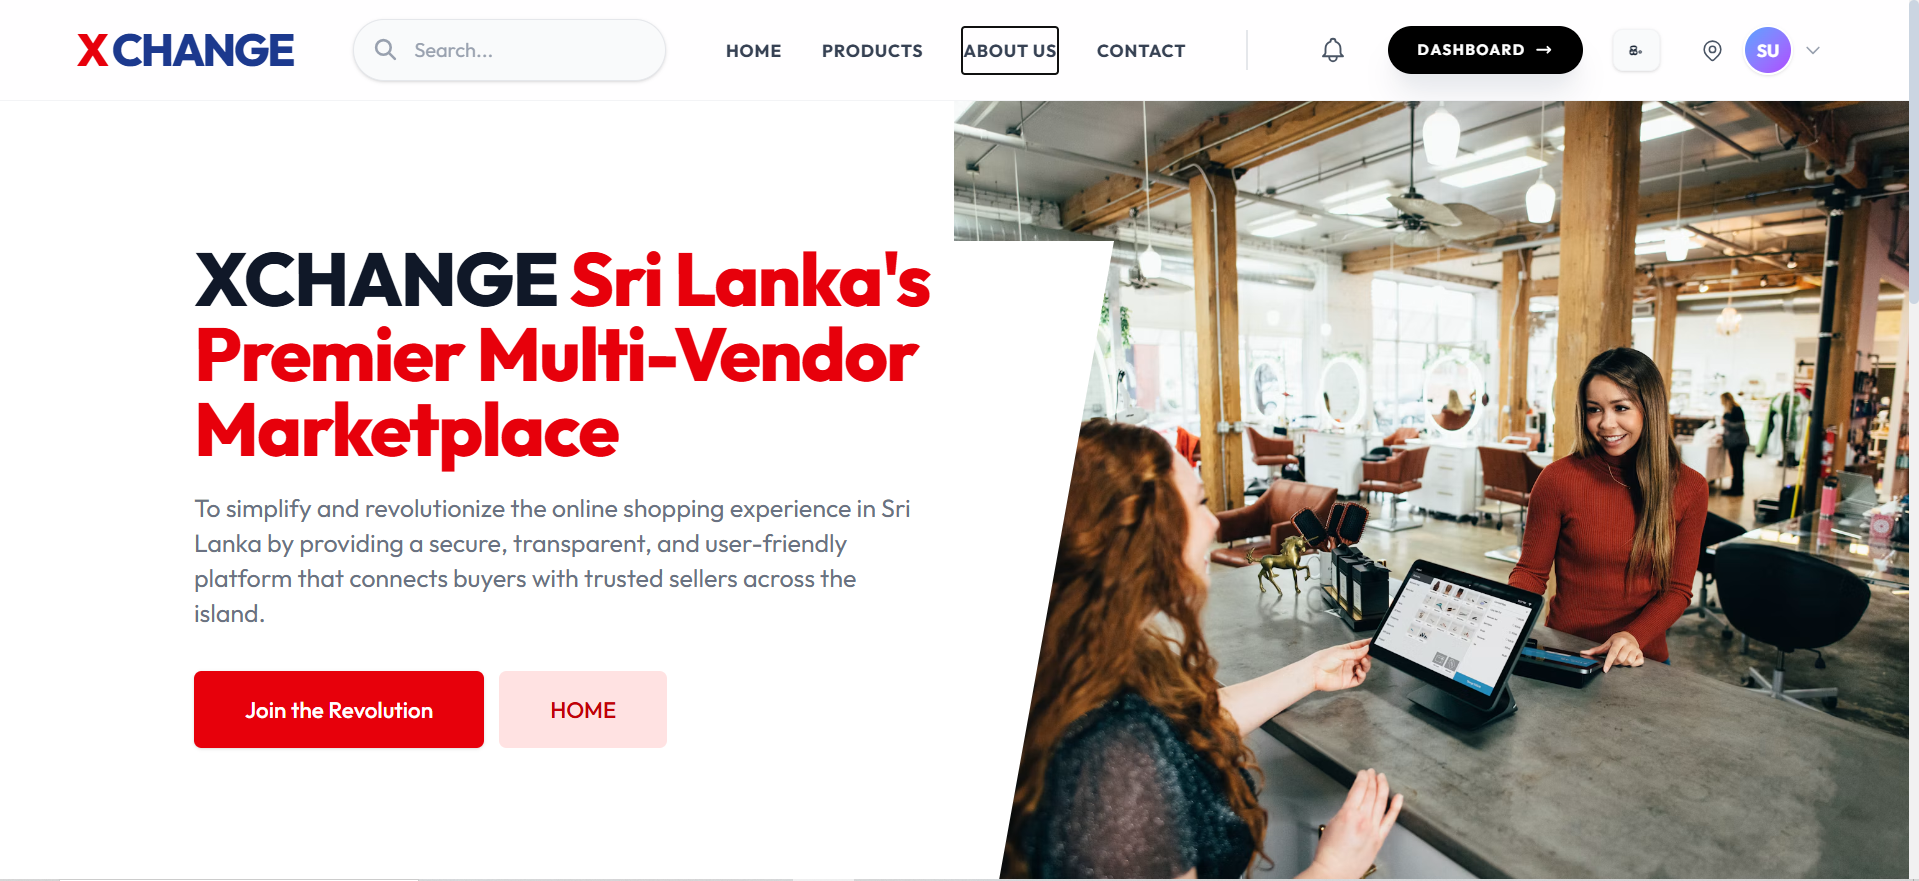 X CHANGE
Search...
HOME
PRODUCTS
ABOUT US
CONTACT
DASHBOARD →
SU
XCHANGE Sri Lanka's
Premier Multi-Vendor
Marketplace
To simplify and revolutionize the online shopping experience in Sri
Lanka by providing a secure, transparent, and user-friendly
platform that connects buyers with trusted sellers across the
island.
Join the Revolution
HOME